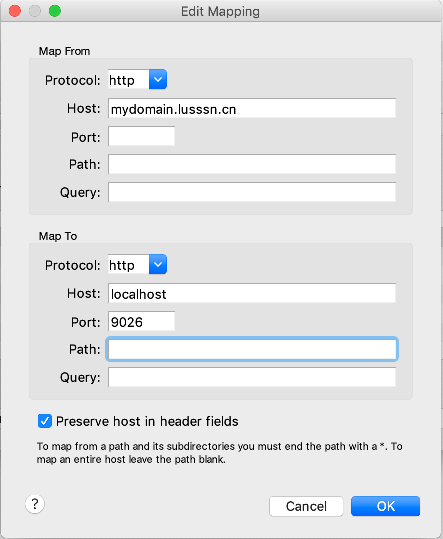 Edit Mapping
Map From
Protocol: http
Host: mydomain.lusssn.cn
Port:
Path:
Query:
Map To
Protocol: http
Host: localhost
Port: 9026
Path:
Query:
Preserve host in header fields
To map from a path and its subdirectories you must end the path with a *. To
map an entire host leave the path blank.
? Cancel OK